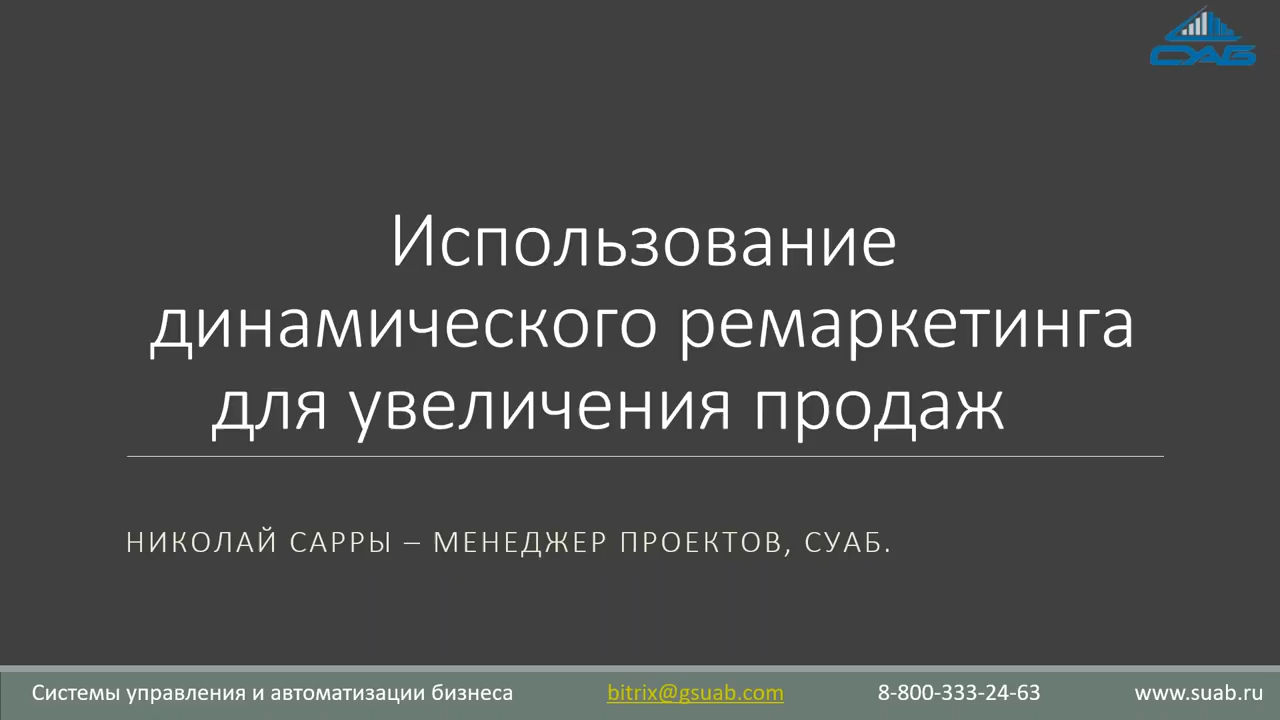 СУАБ
Использование
динамического ремаркетинга
для увеличения продаж
НИКОЛАЙ САРРЫ – МЕНЕДЖЕР ПРОЕКТОВ, СУАБ.
Системы управления и автоматизации бизнеса bitrix@gsuab.com 8-800-333-24-63 www.suab.ru